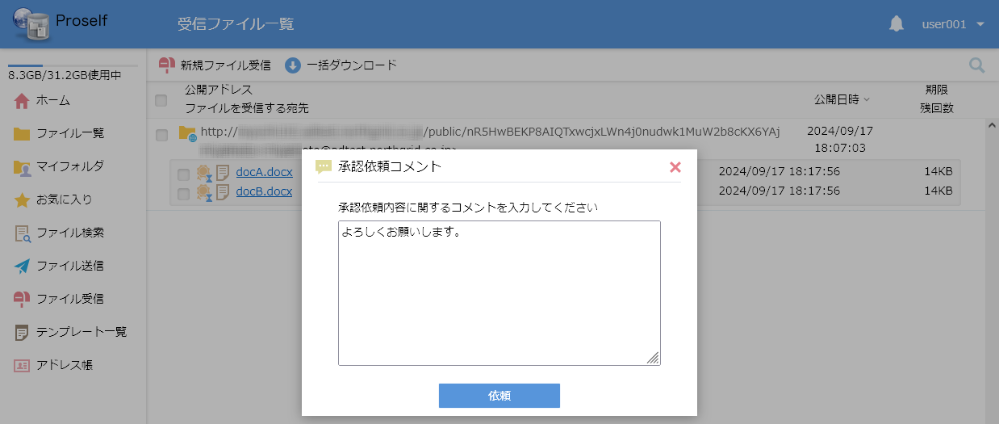 Proself
受信ファイル一覧
user001
8.3GB/31.2GB使用中
ホーム
ファイル一覧
マイフォルダ
お気に入り
ファイル検索
ファイル送信
ファイル受信
テンプレート一覧
アドレス帳
新規ファイル受信 一括ダウンロード
公開アドレス
ファイルを受信する宛先
公開日時
期限
残回数
http:// /public/nR5HwBEKP8AIQTxwcjxLWn4j0nudwk1MuW2b8cKX6YAj
2024/09/17
18:07:03
docA.docx 2024/09/17 18:17:56 14KB
docB.docx 2024/09/17 18:17:56 14KB
承認依頼コメント
承認依頼内容に関するコメントを入力してください
よろしくお願いします。
依頼